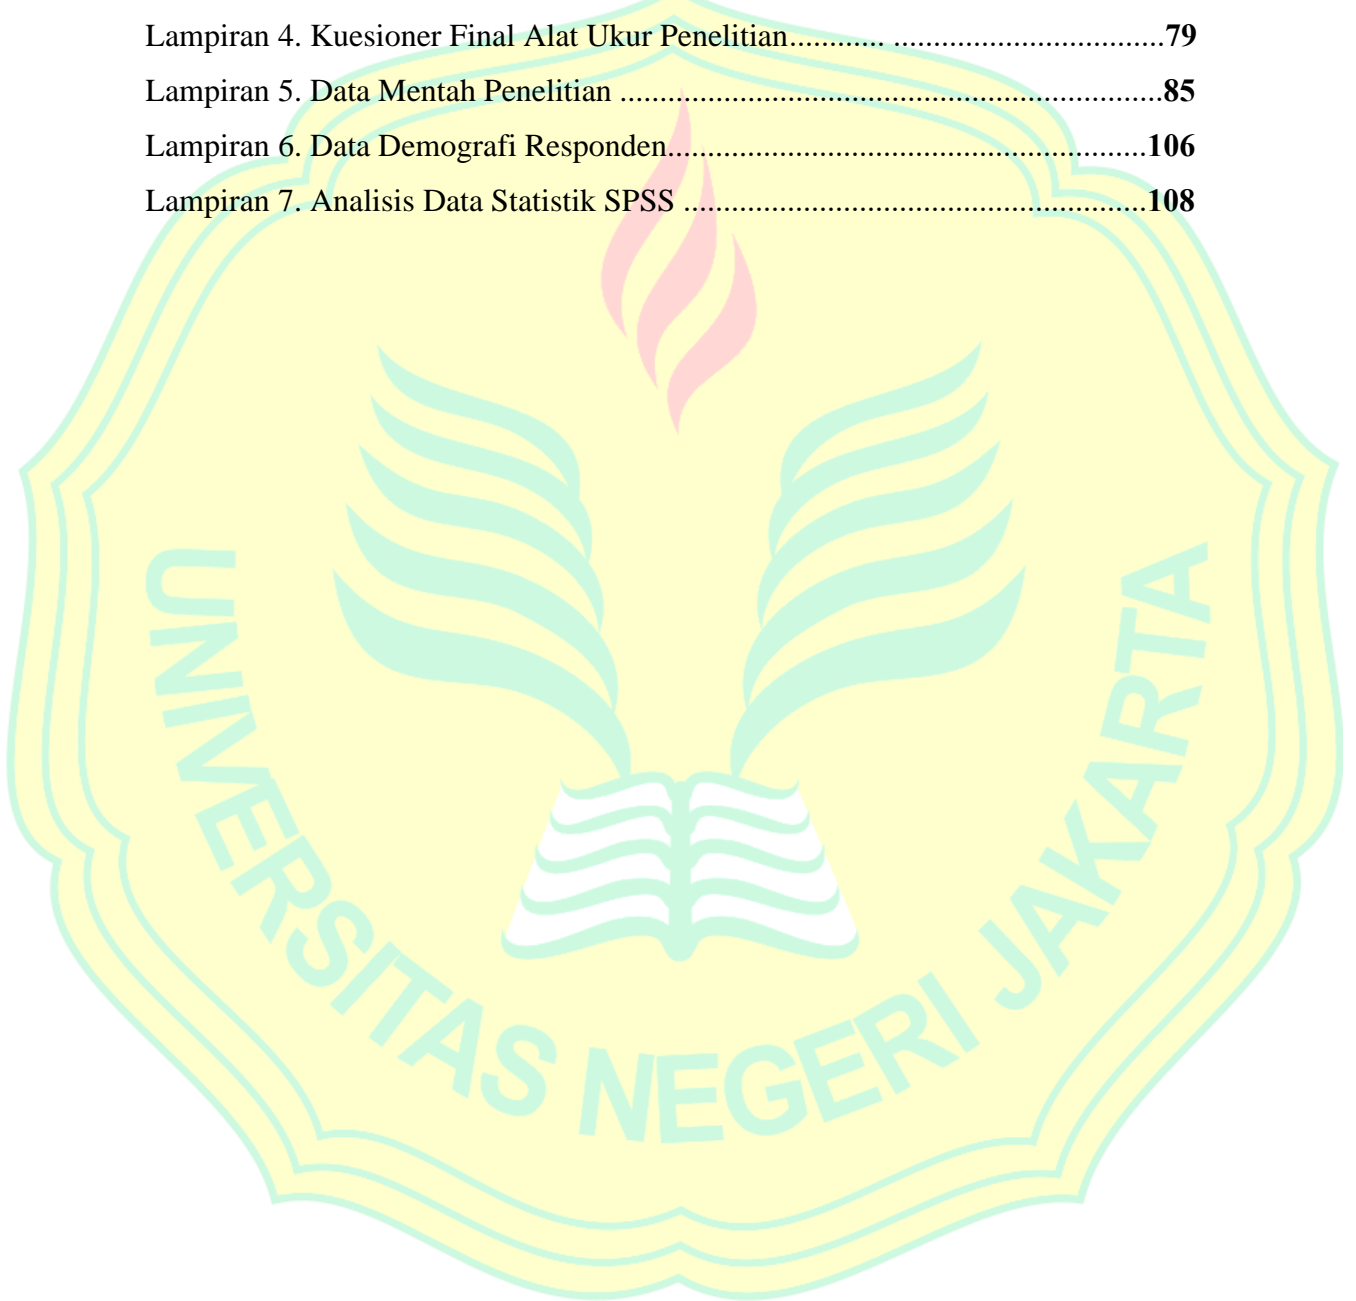 Lampiran 4. Kuesioner Final Alat Ukur Penelitian........... ..................................79
Lampiran 5. Data Mentah Penelitian ....................................................................85
Lampiran 6. Data Demografi Responden............................................................106
Lampiran 7. Analisis Data Statistik SPSS ..........................................................108
UNIVERSITAS NEGERI JAKARTA